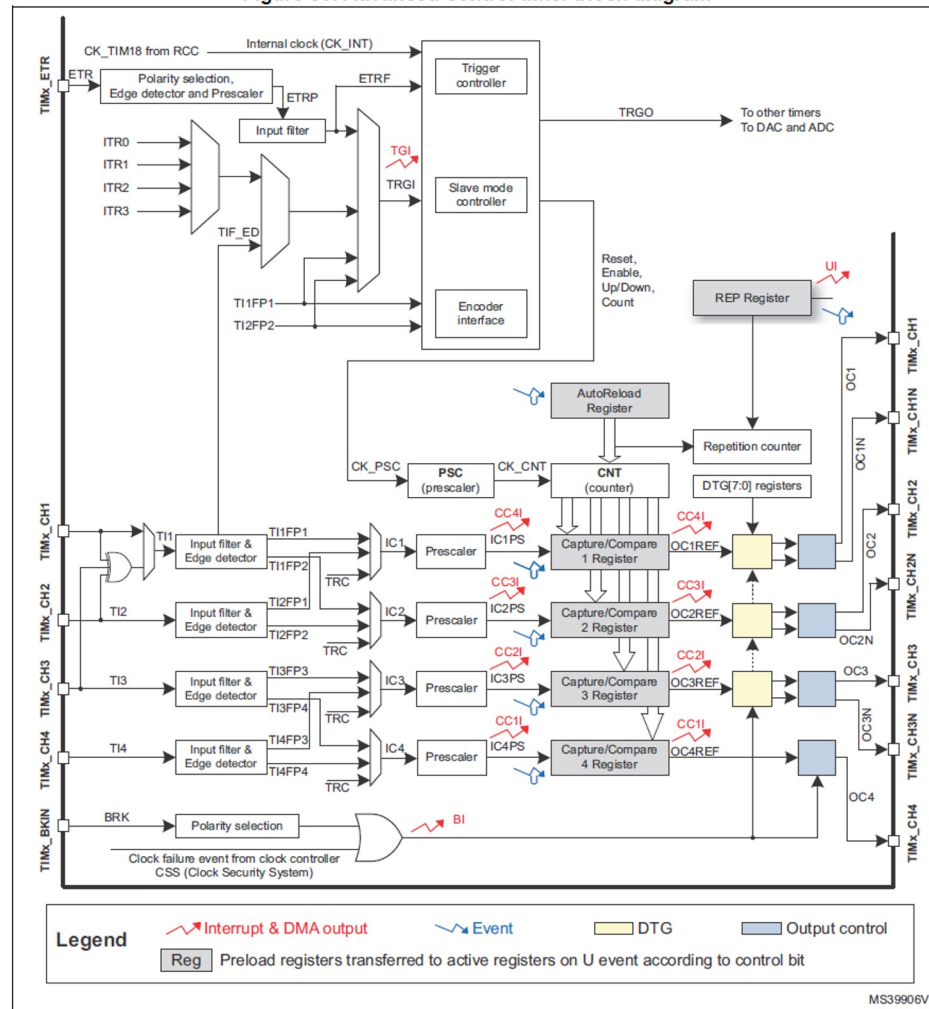 CK_TIM18 from RCC
Internal clock (CK_INT)
TIMx_ETR
ETR
Polarity selection,
Edge detector and Prescaler
ETRP
Input filter
ETRF
Trigger
controller
TRGO
To other timers
To DAC and ADC
ITR0
ITR1
ITR2
ITR3
TGI
TRGI
Slave mode
controller
TIF_ED
Reset,
Enable,
Up/Down,
Count
TI1FP1
TI2FP2
Encoder
interface
UI
REP Register
AutoReload
Register
Repetition counter
CK_PSC
PSC
(prescaler)
CK_CNT
CNT
(counter)
DTG[7:0] registers
TIMx_CH1
TI1
Input filter &
Edge detector
TI1FP1
TI1FP2
TRC
IC1
Prescaler
CC4I
IC1PS
Capture/Compare
1 Register
CC4I
OC1REF
OC1
TIMx_CH1
OC1N
TIMx_CH1N
TIMx_CH2
TI2
Input filter &
Edge detector
TI2FP1
TI2FP2
TRC
IC2
Prescaler
CC3I
IC2PS
Capture/Compare
2 Register
CC3I
OC2REF
OC2
TIMx_CH2
OC2N
TIMx_CH2N
TIMx_CH3
TI3
Input filter &
Edge detector
TI3FP3
TI3FP4
TRC
IC3
Prescaler
CC2I
IC3PS
Capture/Compare
3 Register
CC2I
OC3REF
OC3
TIMx_CH3
OC3N
TIMx_CH3N
TIMx_CH4
TI4
Input filter &
Edge detector
TI4FP3
TI4FP4
TRC
IC4
Prescaler
CC1I
IC4PS
Capture/Compare
4 Register
CC1I
OC4REF
OC4
TIMx_CH4
TIMx_BKIN
BRK
Polarity selection
BI
Clock failure event from clock controller
CSS (Clock Security System)
Legend
Interrupt & DMA output
Event
DTG
Output control
Reg
Preload registers transferred to active registers on U event according to control bit